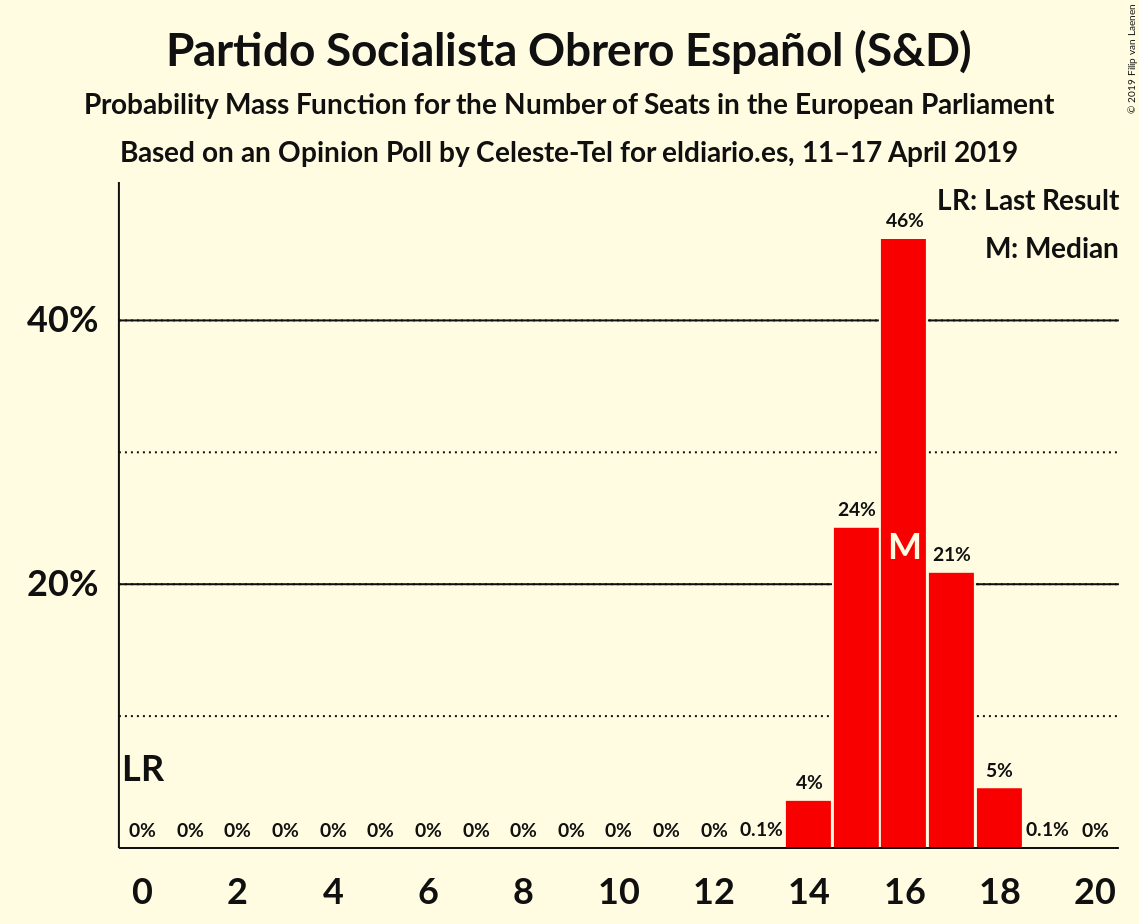 Partido Socialista Obrero Español (S&D)
Probability Mass Function for the Number of Seats in the European Parliament
Based on an Opinion Poll by Celeste-Tel for eldiario.es, 11–17 April 2019
© 2019 Filip van Laenen
LR: Last Result
M: Median
46%
40%
24%
M
21%
20%
LR
4%
5%
0% 0% 0% 0% 0% 0% 0% 0% 0% 0% 0% 0% 0% 0.1% 0.1% 0%
0 2 4 6 8 10 12 14 16 18 20